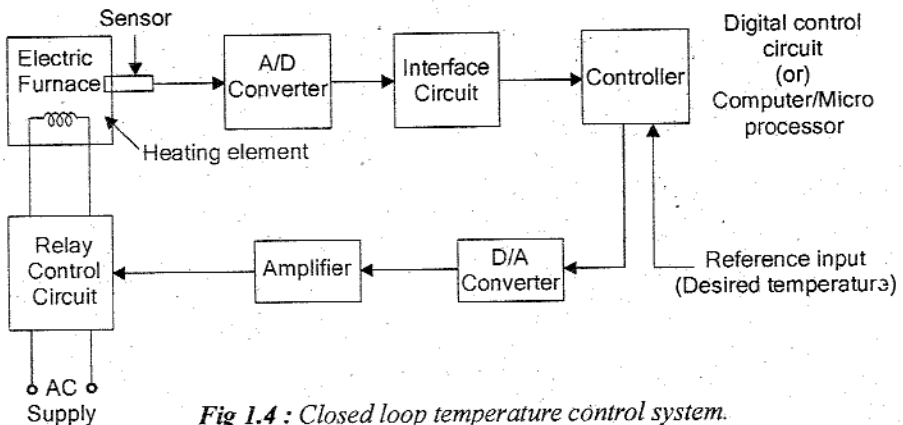 Sensor
Electric
Furnace
A/D
Converter
Interface
Circuit
Controller
Digital control
circuit
(or)
Computer/Micro
processor
Heating element
Relay
Control
Circuit
Amplifier
D/A
Converter
Reference input
(Desired temperature)
AC
Supply
Fig 1.4 : Closed loop temperature control system.